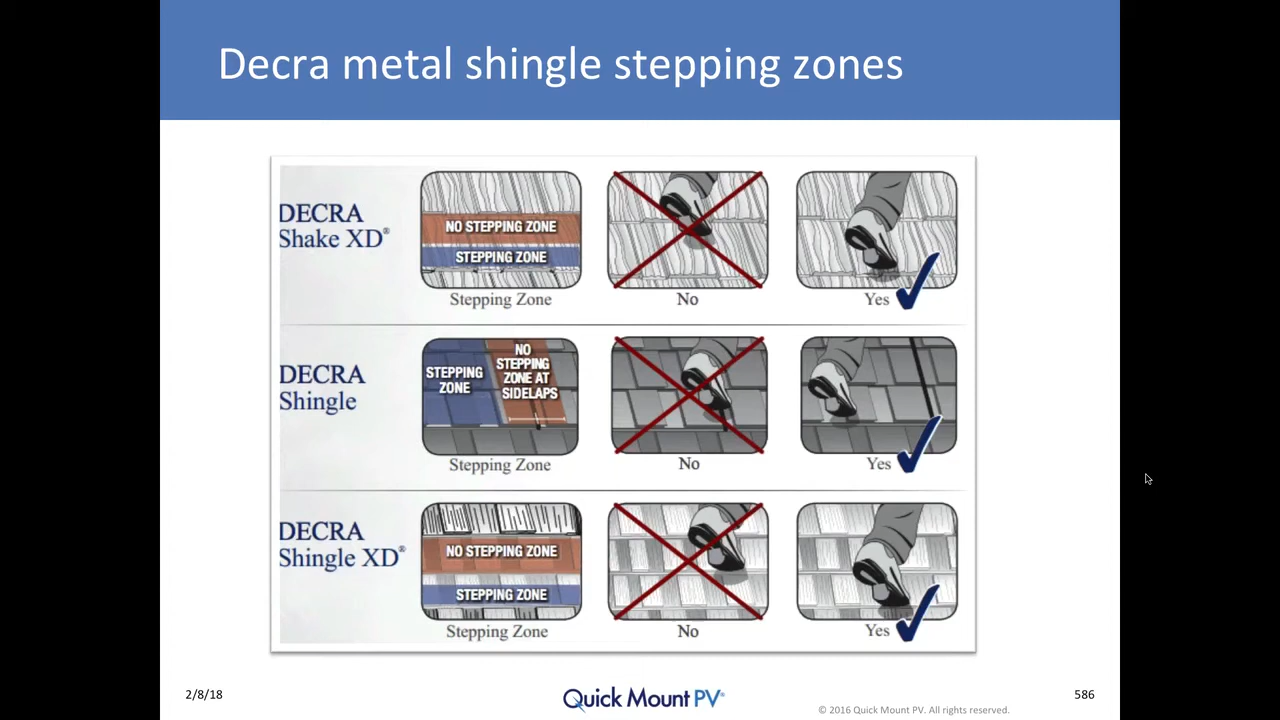 Decra metal shingle stepping zones
DECRA
Shake XD®
NO STEPPING ZONE
STEPPING ZONE
Stepping Zone
No
Yes
DECRA
Shingle
STEPPING
ZONE
NO
STEPPING
ZONE AT
SIDELAPS
Stepping Zone
No
Yes
DECRA
Shingle XD®
NO STEPPING ZONE
STEPPING ZONE
Stepping Zone
No
Yes
2/8/18
Quick Mount PV®
© 2016 Quick Mount PV. All rights reserved.
586